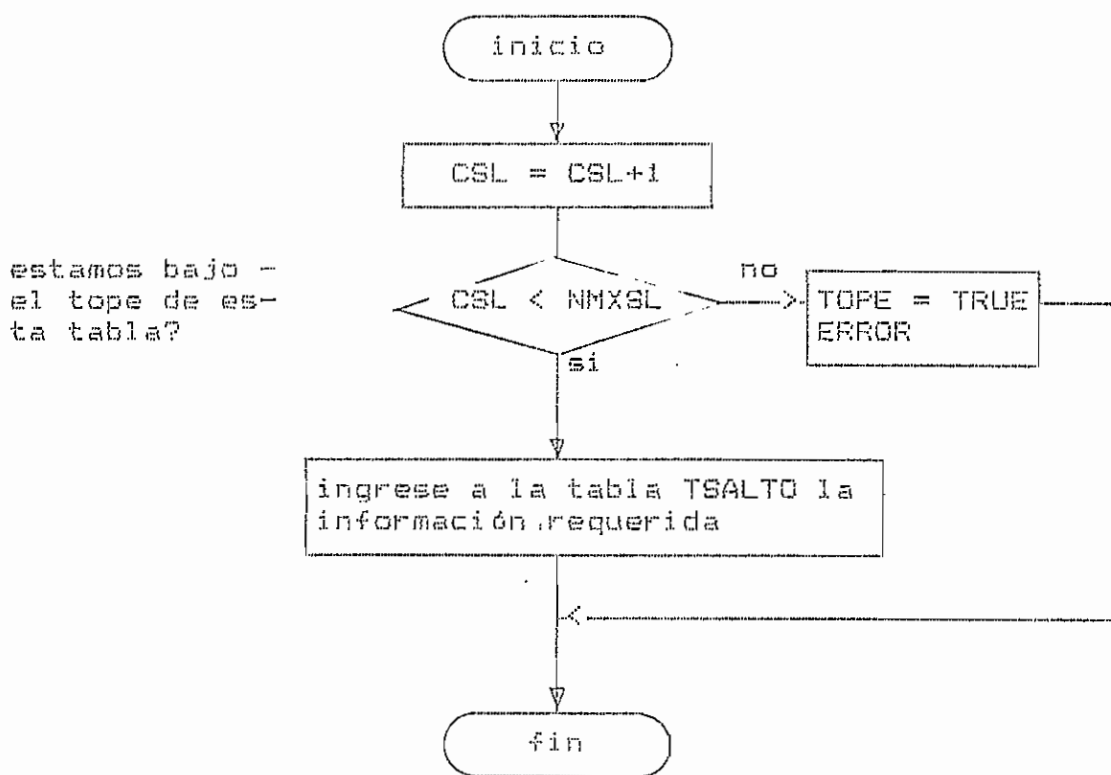 inicio
CSL = CSL+1
estamos bajo -
el tope de es-
ta tabla?
CSL < NMXSL
no
TOPE = TRUE
ERROR
si
ingrese a la tabla TSALTO la
información requerida
fin